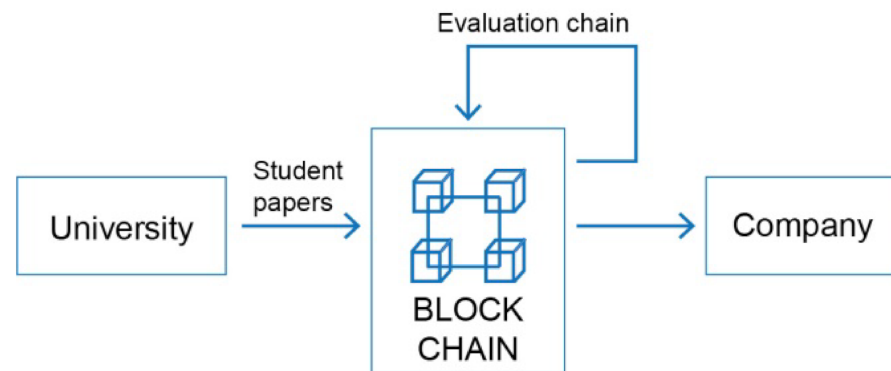 Evaluation chain
Student
papers
University
BLOCK
CHAIN
Company